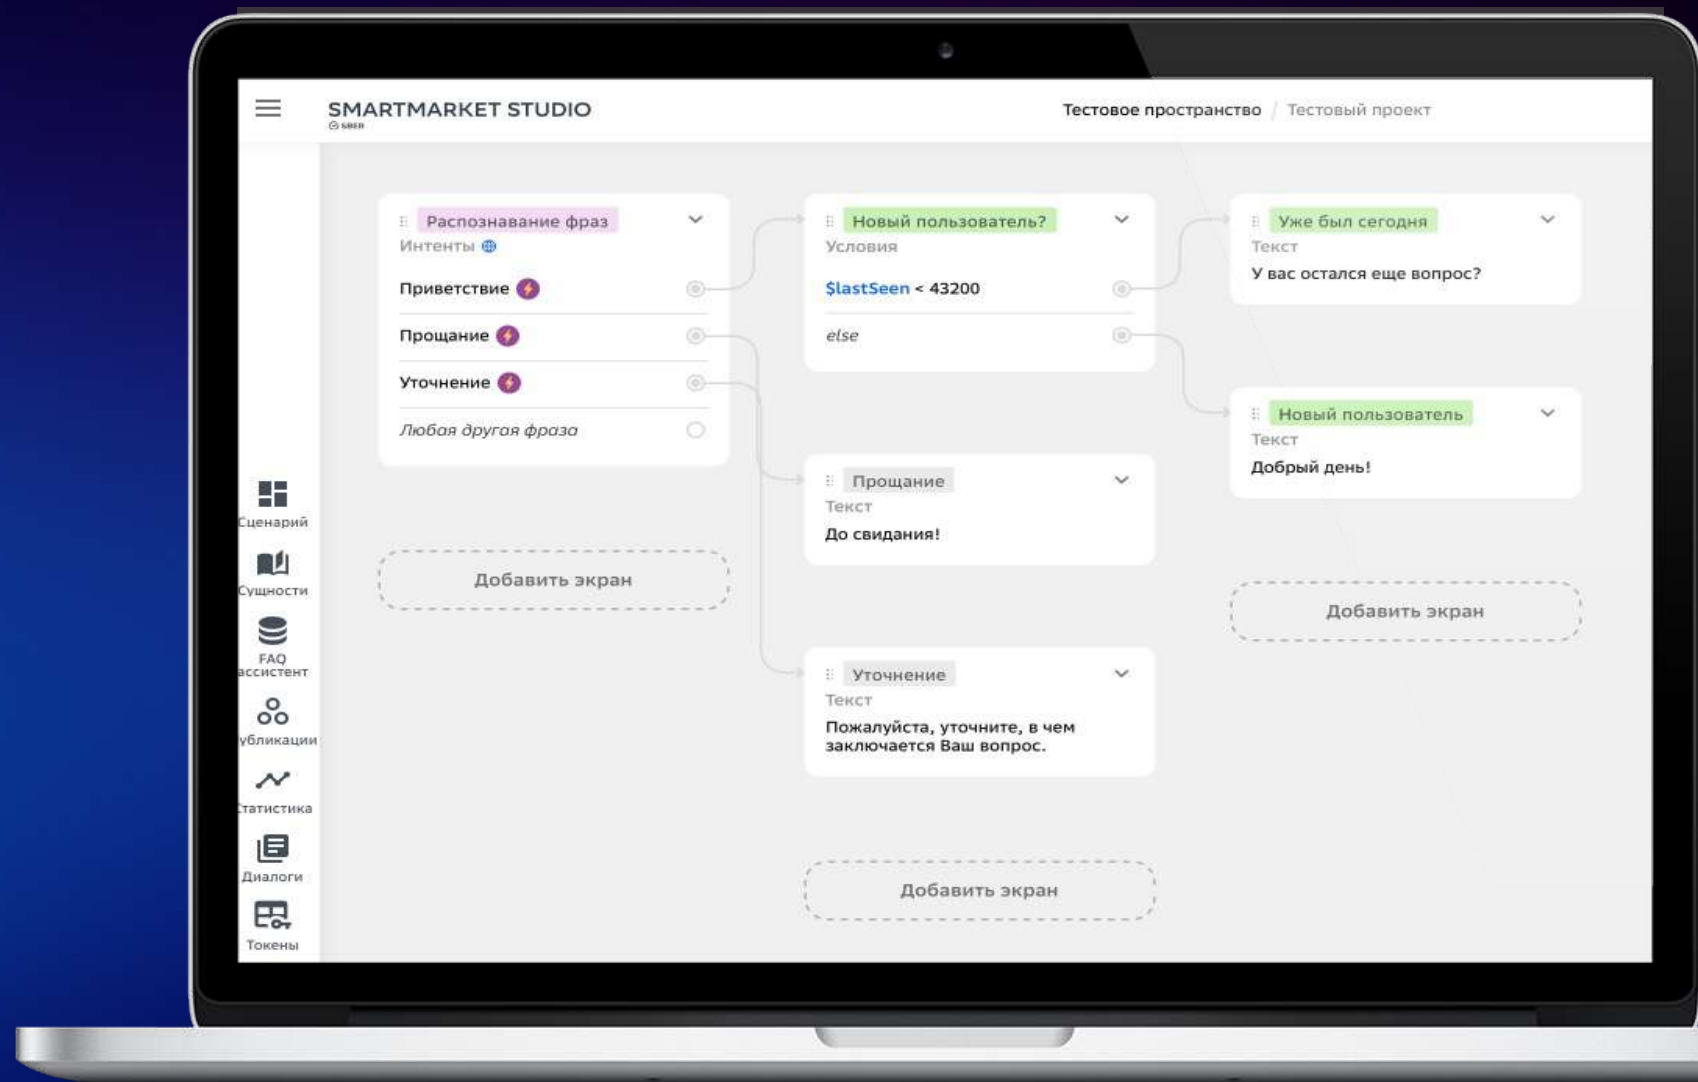 SMARTMARKET STUDIO
SBER
Тестовое пространство / Тестовый проект
Распознавание фраз
Интенты
Приветствие
Прощание
Уточнение
Любая другая фраза
Добавить экран
Новый пользователь?
Условия
$lastSeen < 43200
else
Прощание
Текст
До свидания!
Уточнение
Текст
Пожалуйста, уточните, в чем
заключается Ваш вопрос.
Добавить экран
Уже был сегодня
Текст
У вас остался еще вопрос?
Новый пользователь
Текст
Добрый день!
Добавить экран
Сценарий
Сущности
FAQ
ассистент
убликации
татистика
Диалоги
Токены